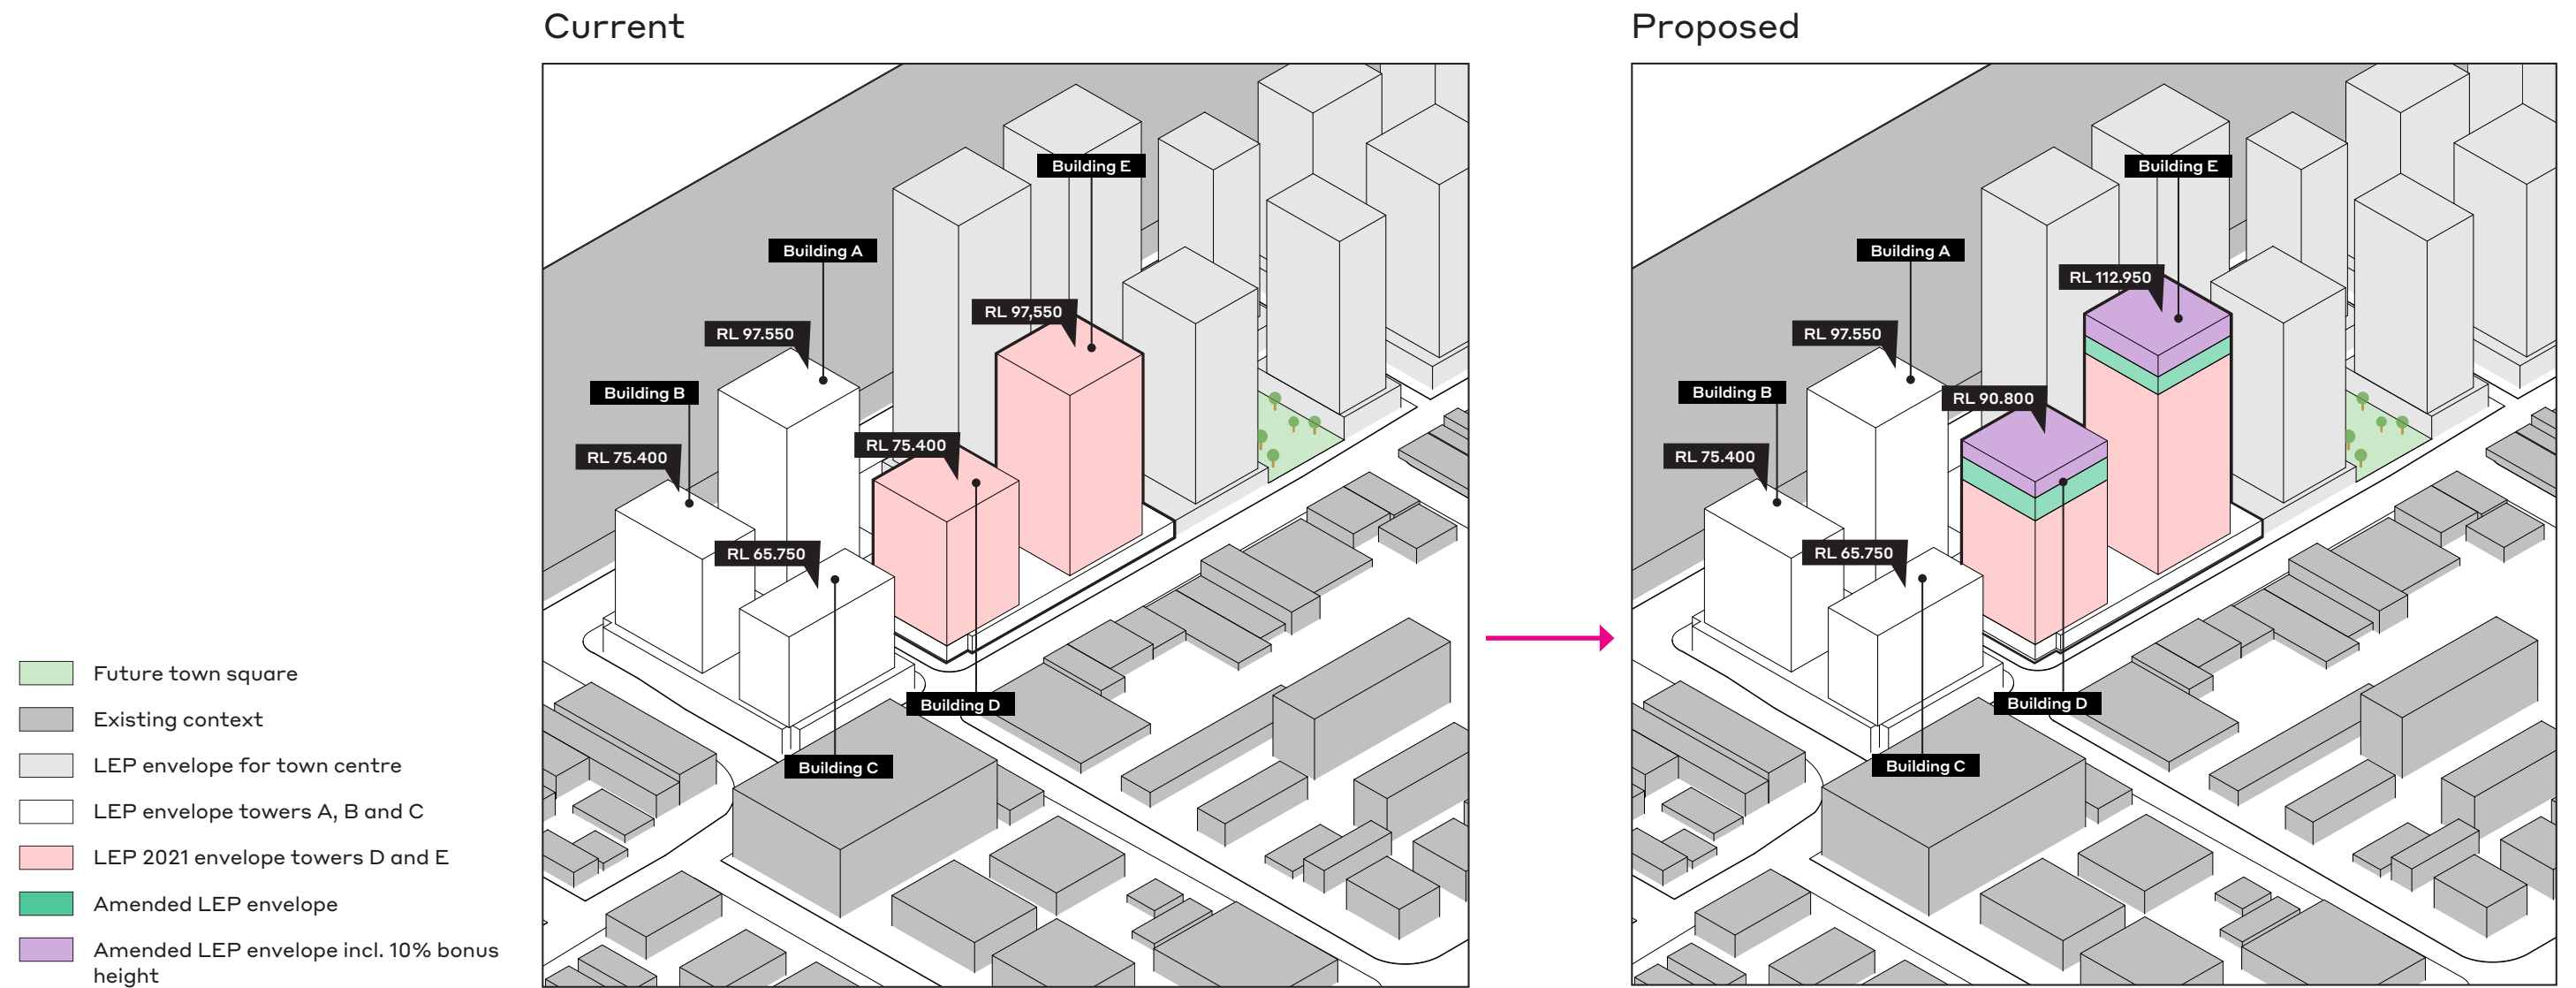 Current
Proposed
Building E
Building A
RL 97,550
RL 97.550
Building B
RL 75.400
RL 75.400
RL 65.750
Building D
Building C
Building E
Building A
RL 112.950
RL 97.550
Building B
RL 90.800
RL 75.400
RL 65.750
Building D
Building C
Future town square
Existing context
LEP envelope for town centre
LEP envelope towers A, B and C
LEP 2021 envelope towers D and E
Amended LEP envelope
Amended LEP envelope incl. 10% bonus
height